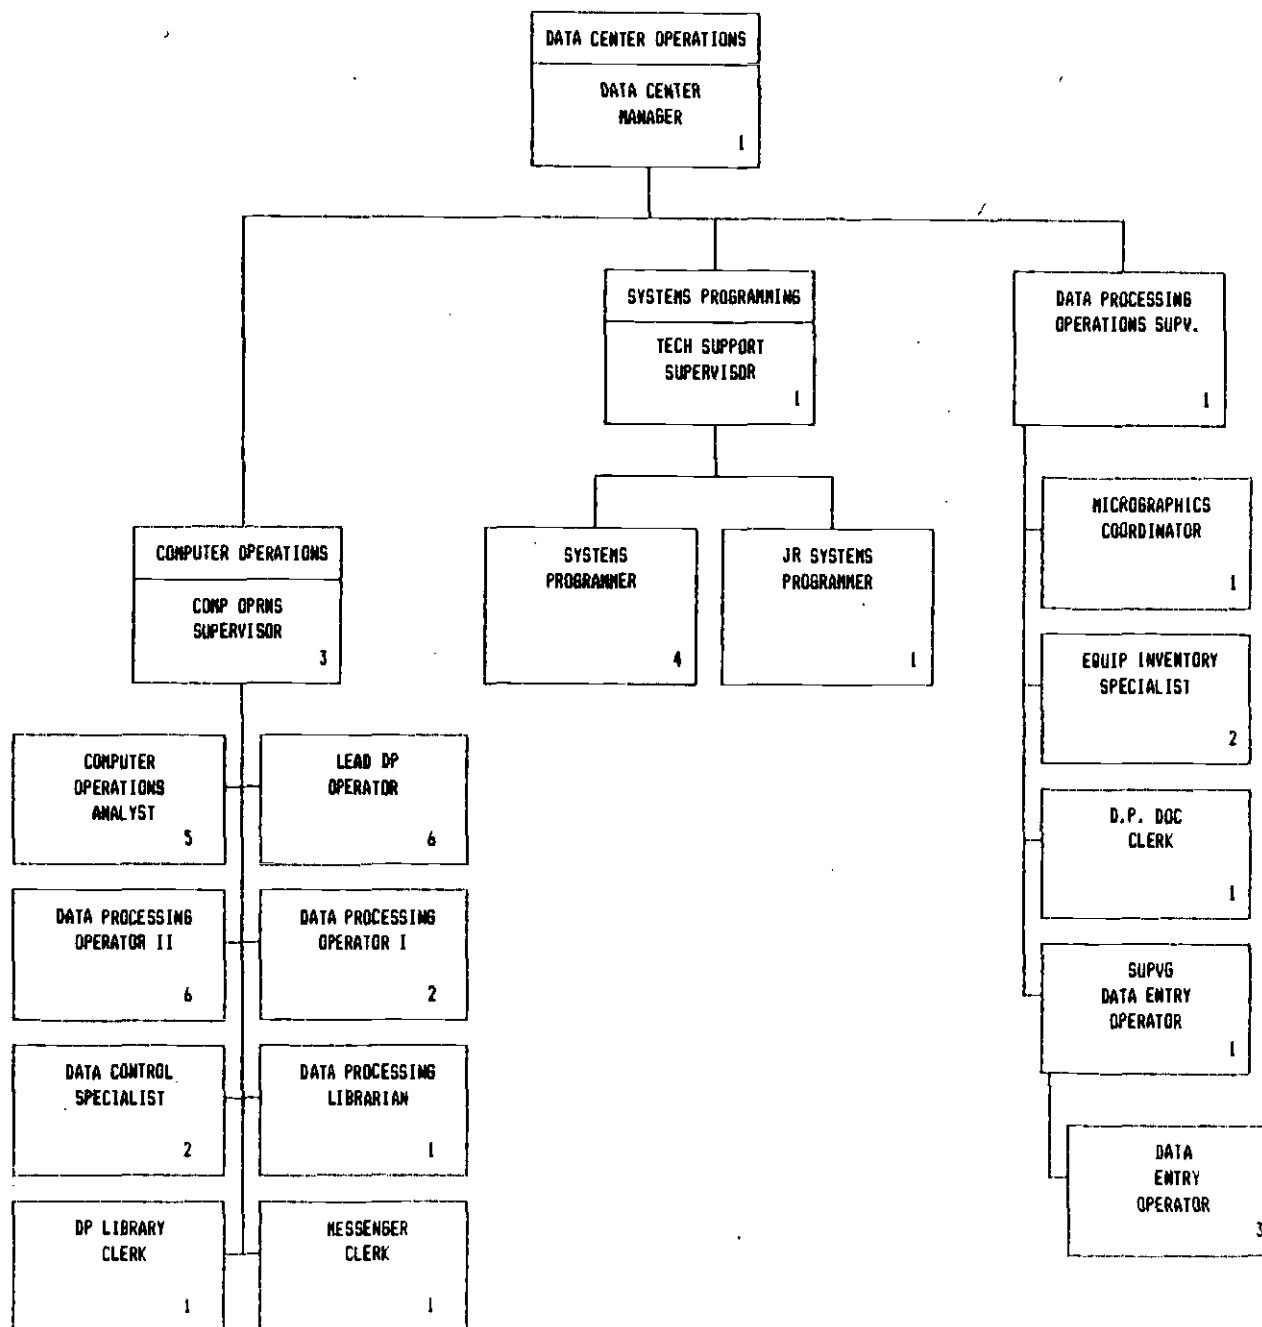 DATA CENTER OPERATIONS
DATA CENTER
MANAGER
1
SYSTEMS PROGRAMMING
TECH SUPPORT
SUPERVISOR
1
DATA PROCESSING
OPERATIONS SUPV.
1
COMPUTER OPERATIONS
COMP OPRNS
SUPERVISOR
3
SYSTEMS
PROGRAMMER
4
JR SYSTEMS
PROGRAMMER
1
MICROGRAPHICS
COORDINATOR
1
EQUIP INVENTORY
SPECIALIST
2
D.P. DOC
CLERK
1
SUPVG
DATA ENTRY
OPERATOR
1
DATA
ENTRY
OPERATOR
3
COMPUTER
OPERATIONS
ANALYST
5
LEAD DP
OPERATOR
6
DATA PROCESSING
OPERATOR II
6
DATA PROCESSING
OPERATOR I
2
DATA CONTROL
SPECIALIST
2
DATA PROCESSING
LIBRARIAN
1
DP LIBRARY
CLERK
1
MESSENGER
CLERK
1